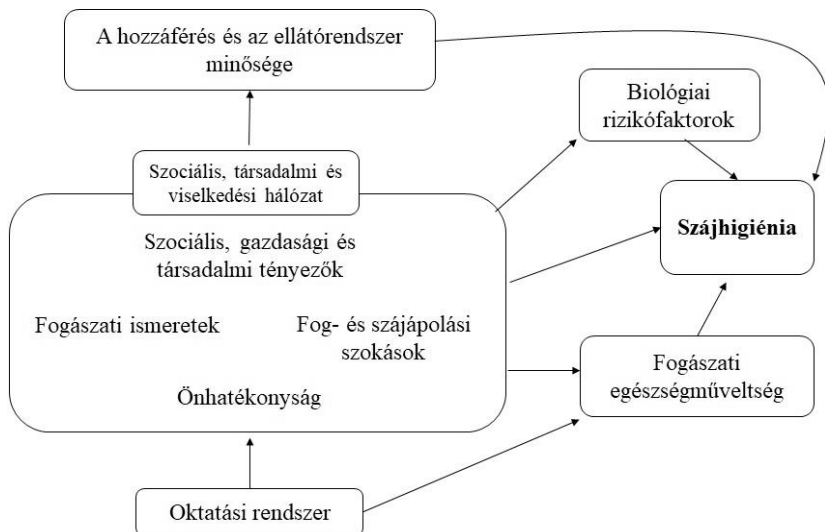 A hozzáférés és az ellátórendszer
minősége
Biológiai
rizikófaktorok
Szociális, társadalmi és
viselkedési hálózat
Szájhigiénia
Szociális, gazdasági és
társadalmi tényezők
Fogászati ismeretek
Fog- és szájápolási
szokások
Fogászati
egészségműveltség
Önhatékonyság
Oktatási rendszer